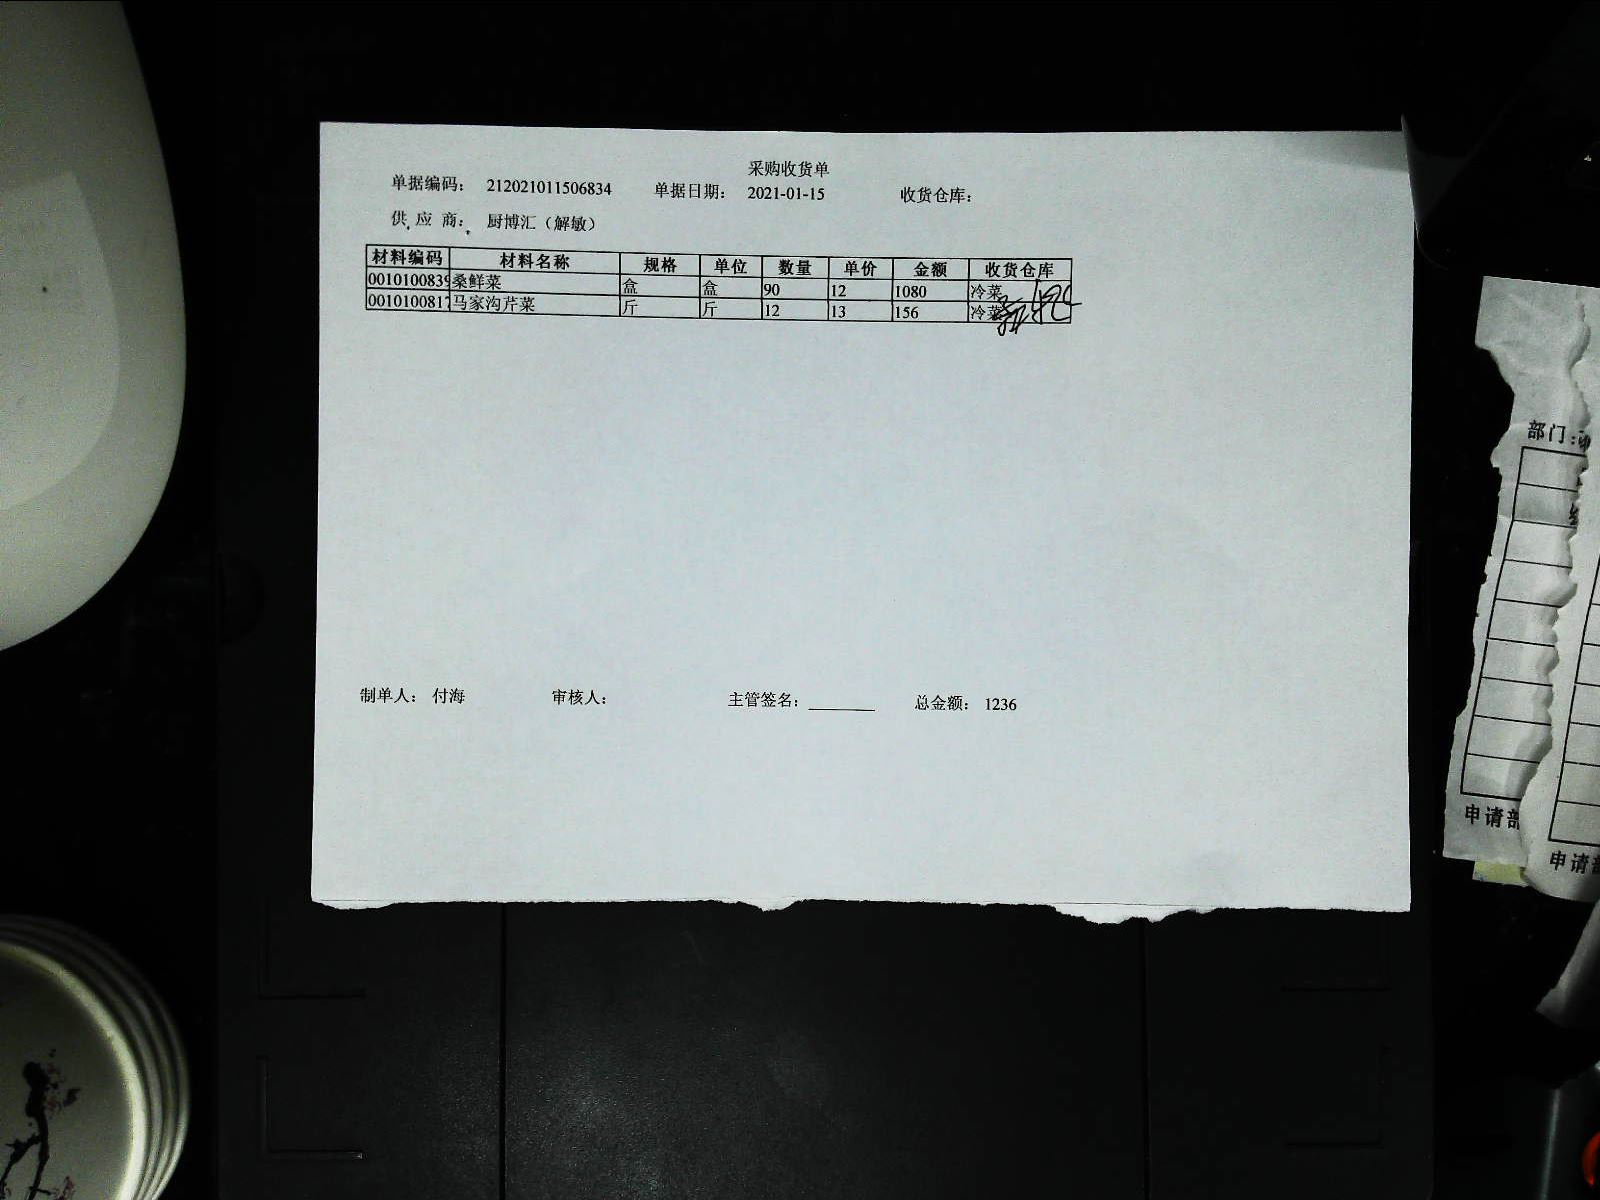 采购收货单
单据编码： 212021011506834 单据日期： 2021-01-15 收货仓库：
供 应 商： 厨博汇（解敏）
材料编码 材料名称 规格 单位 数量 单价 金额 收货仓库
0010100839 桑鲜菜 盒 盒 90 12 1080 冷菜
0010100817 马家沟芹菜 斤 斤 12 13 156 冷菜
制单人： 付海 审核人： 主管签名： 总金额： 1236
部门：
申请部
申请部